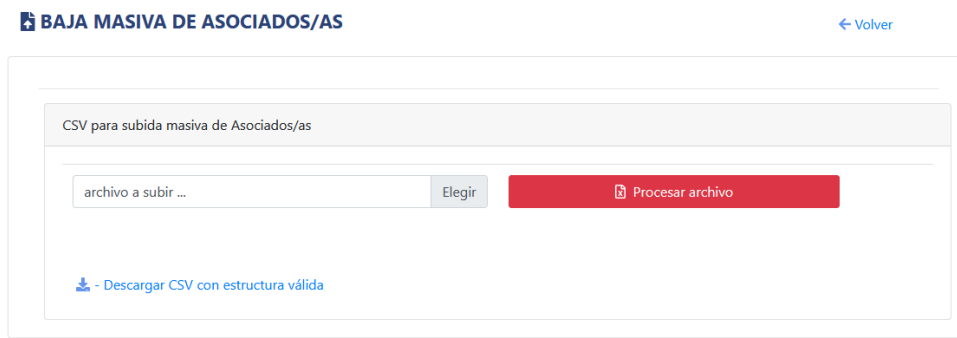 BAJA MASIVA DE ASOCIADOS/AS
Volver
CSV para subida masiva de Asociados/as
archivo a subir ...
Elegir
Procesar archivo
- Descargar CSV con estructura válida